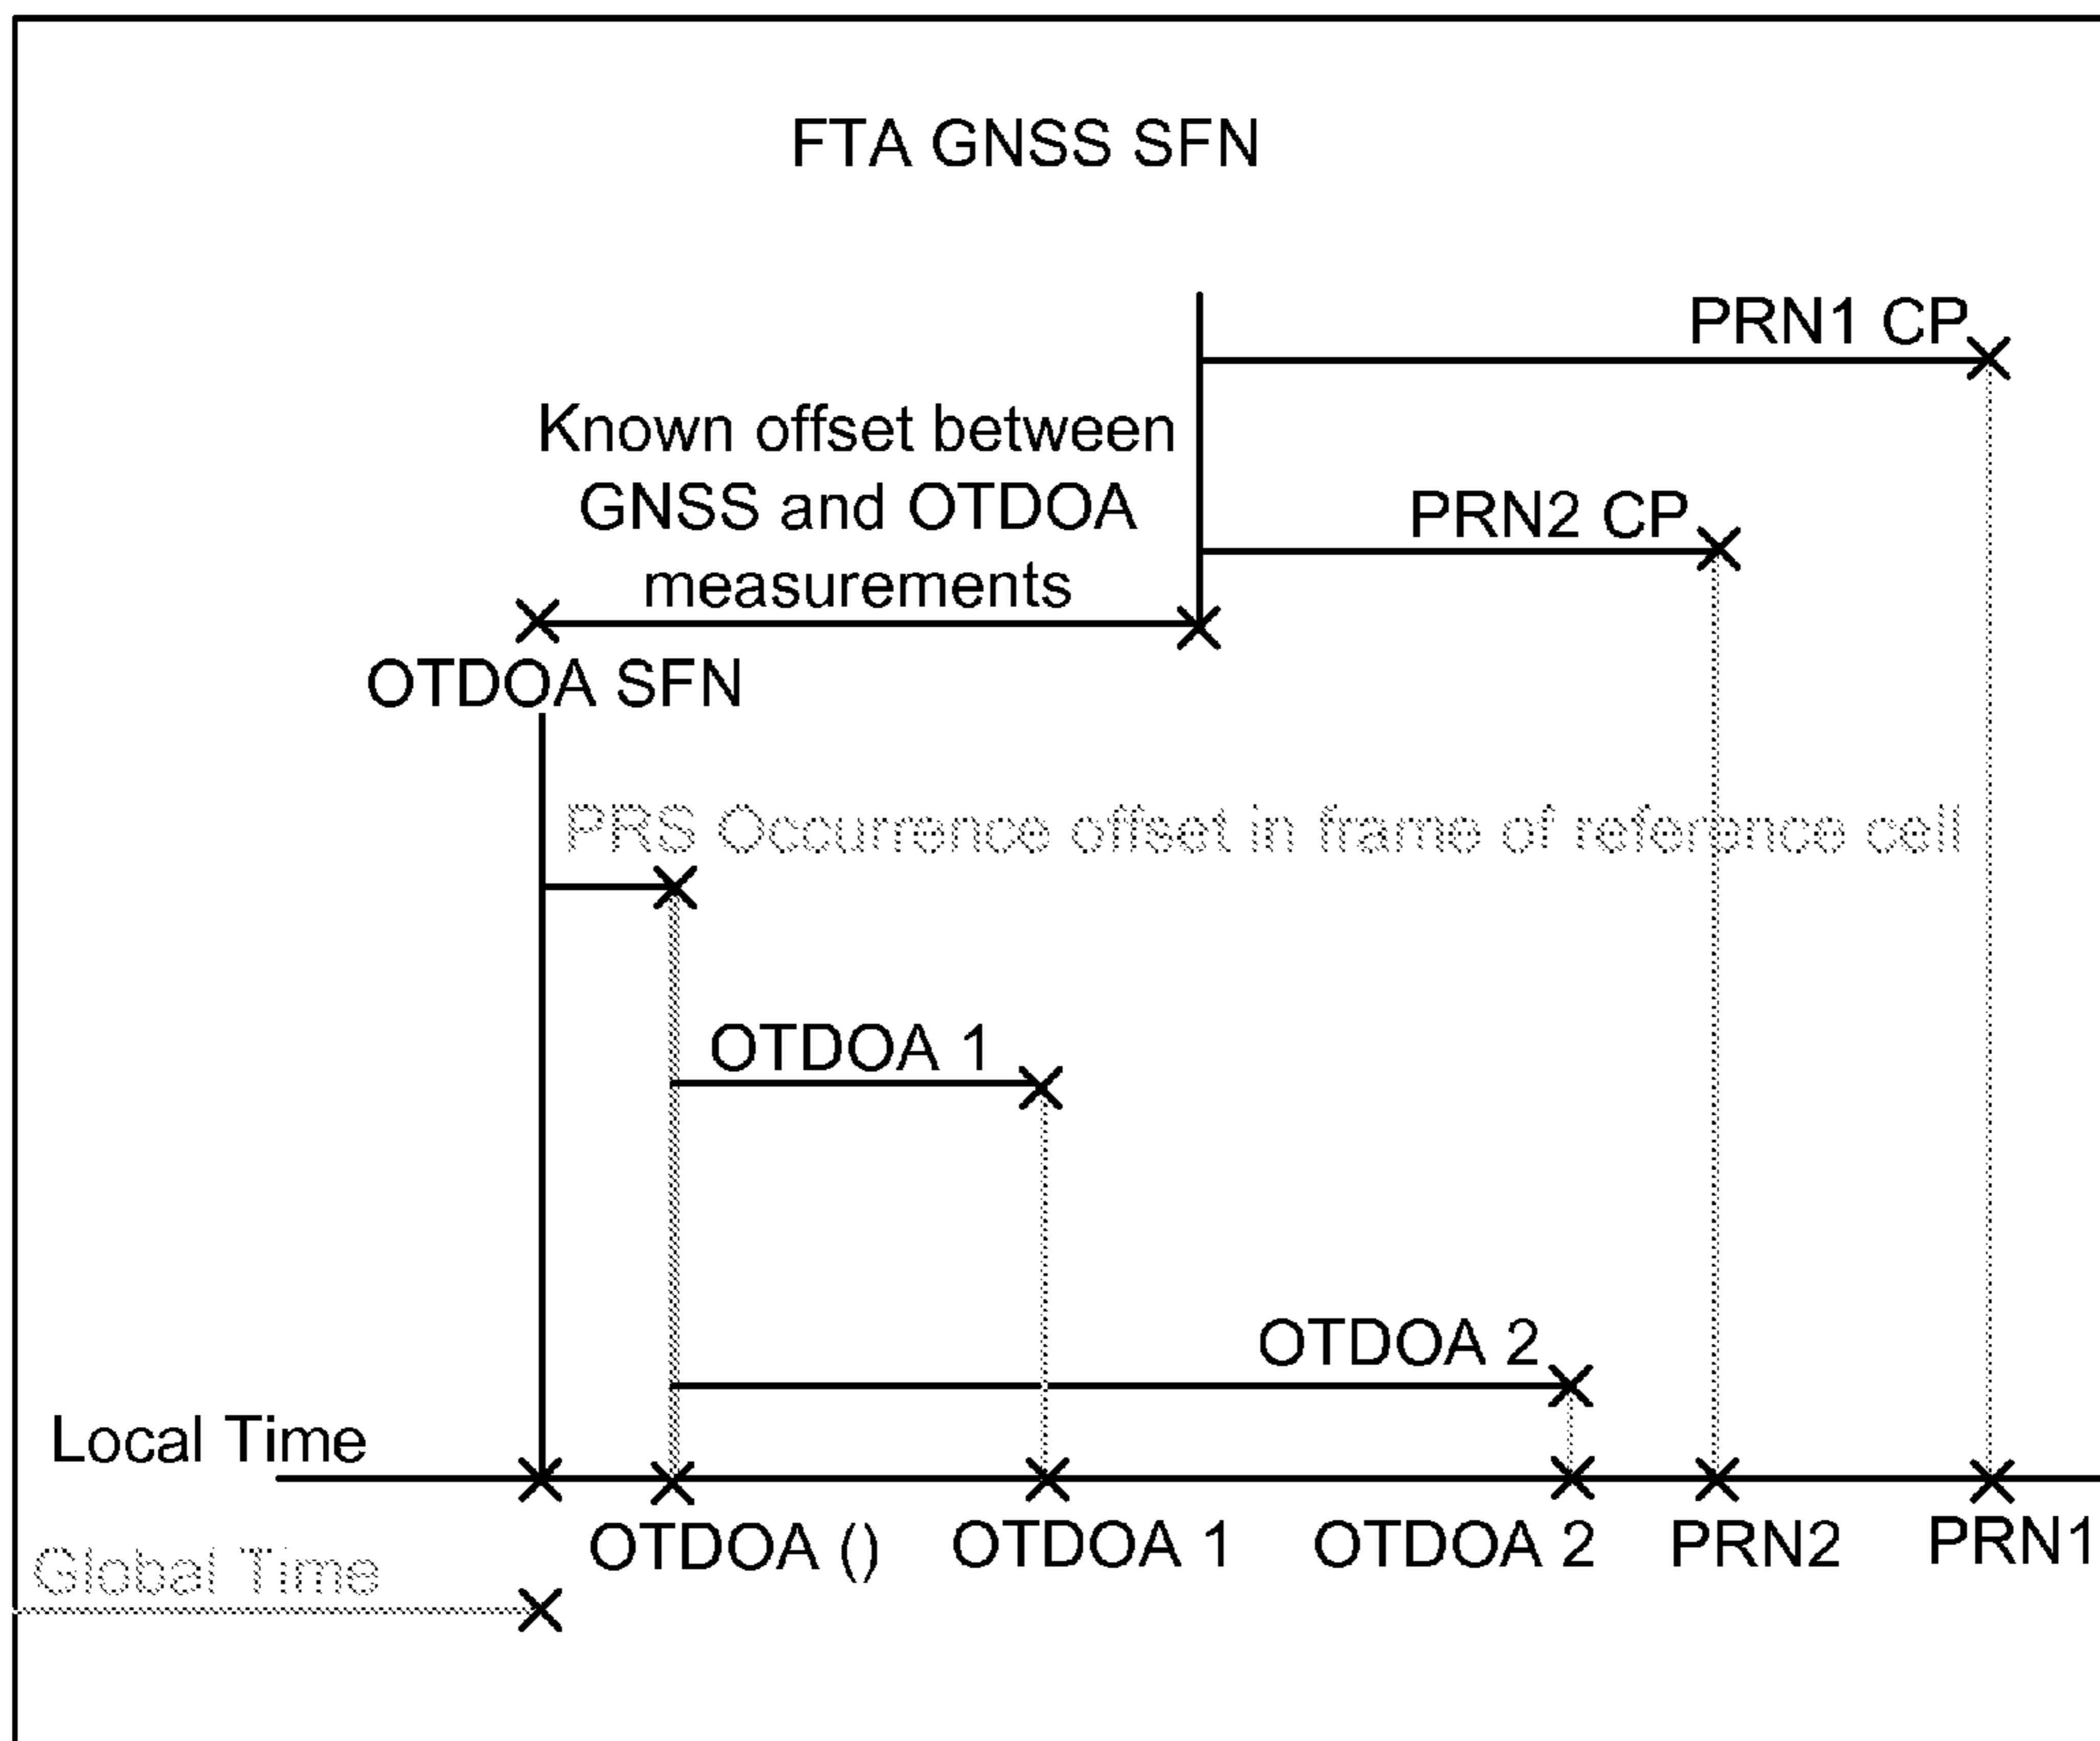 FTA GNSS SFN
PRN1 CP
Known offset between
GNSS and OTDOA
measurements
PRN2 CP
OTDOA SFN
PRS Occurrence offset in frame of reference cell
OTDOA 1
OTDOA 2
Local Time
OTDOA () OTDOA 1 OTDOA 2 PRN2 PRN1
Global Time